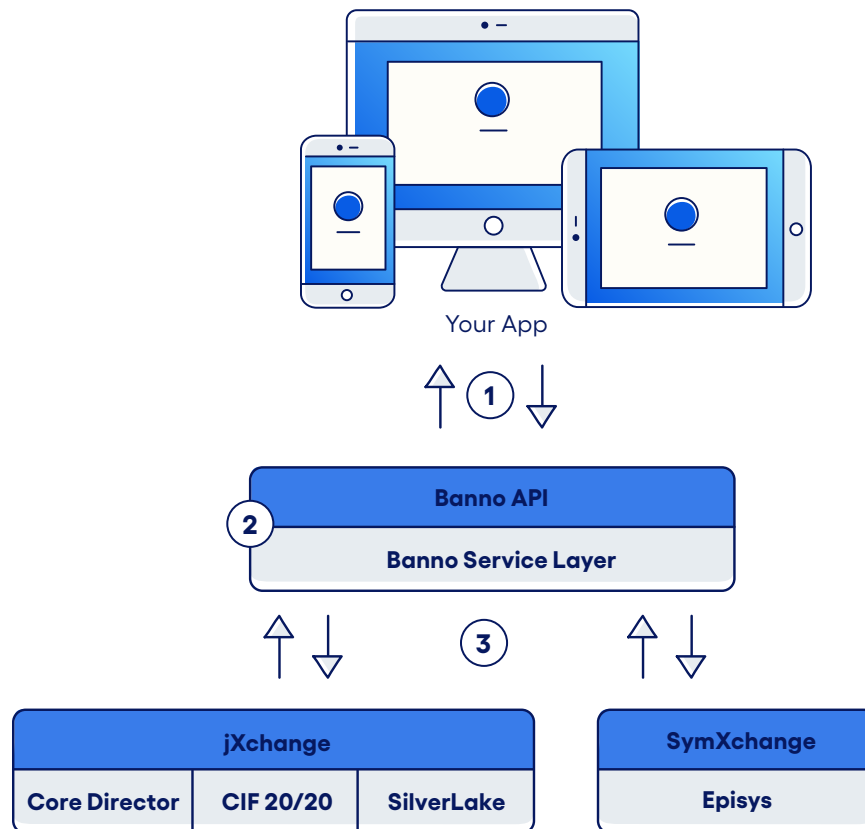 Your App
1
Banno API
2
Banno Service Layer
3
jXchange
SymXchange
Core Director
CIF 20/20
SilverLake
Episys